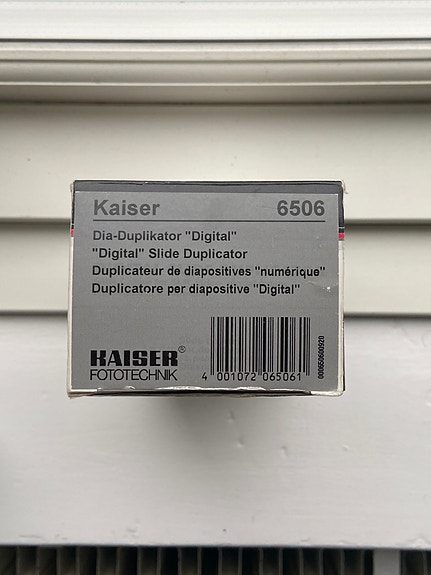 Kaiser 6506
Dia-Duplikator "Digital"
"Digital" Slide Duplicator
Duplicateur de diapositives "numérique"
Duplicatore per diapositive "Digital"
KAISER®
FOTOTECHNIK
4 001072 065061
000650600920